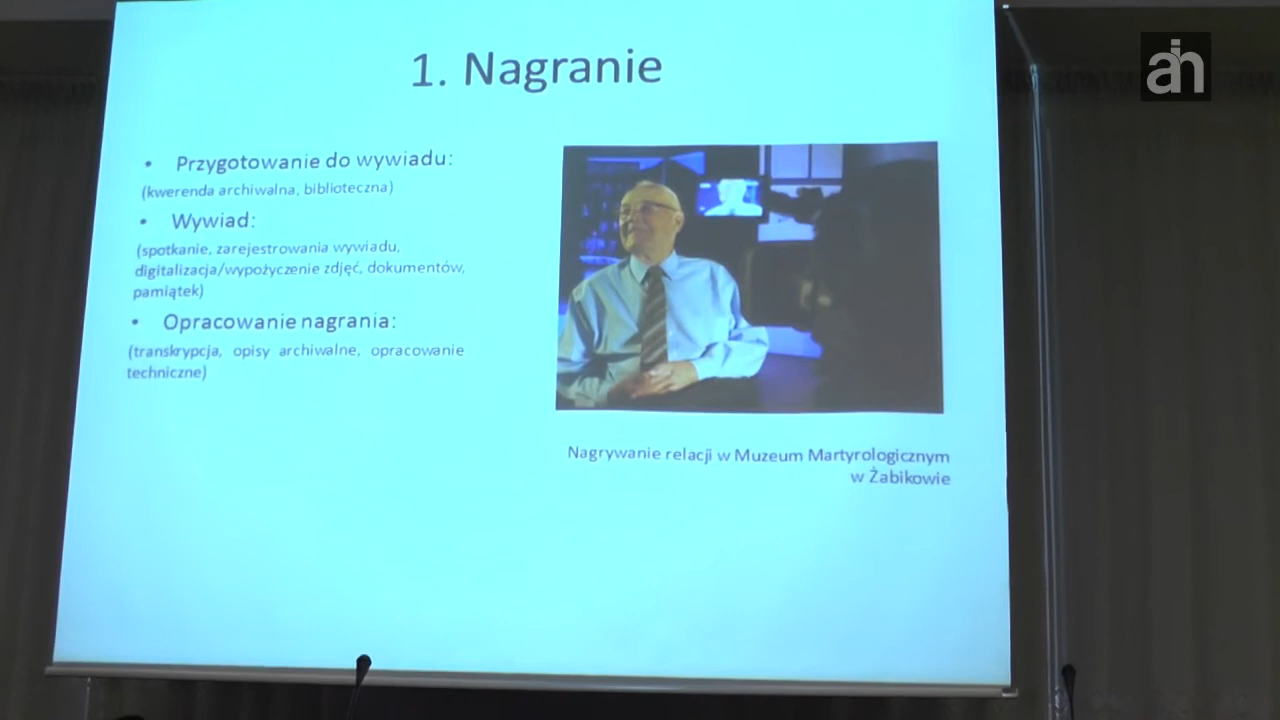 1. Nagranie
• Przygotowanie do wywiadu:
(kwerenda archiwalna, biblioteczna)
• Wywiad:
(spotkanie, zarejestrowania wywiadu,
digitalizacja/wypożyczenie zdjęć, dokumentów,
pamiątek)
• Opracowanie nagrania:
(transkrypcja, opisy archiwalne, opracowanie
techniczne)
Nagrywanie relacji w Muzeum Martyrologicznym
w Żabikowie